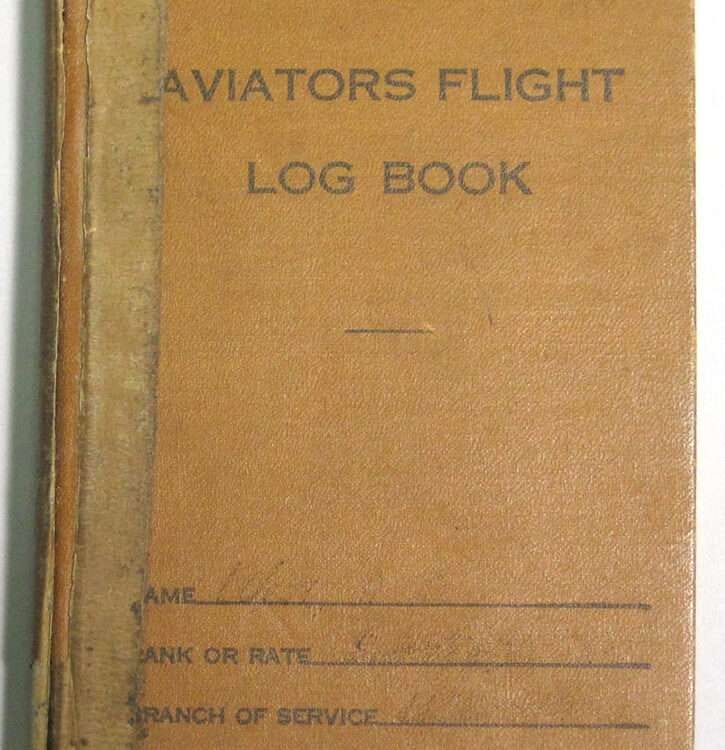 AVIATORS FLIGHT
LOG BOOK
AME
ANK OR RATE
RANCH OF SERVICE